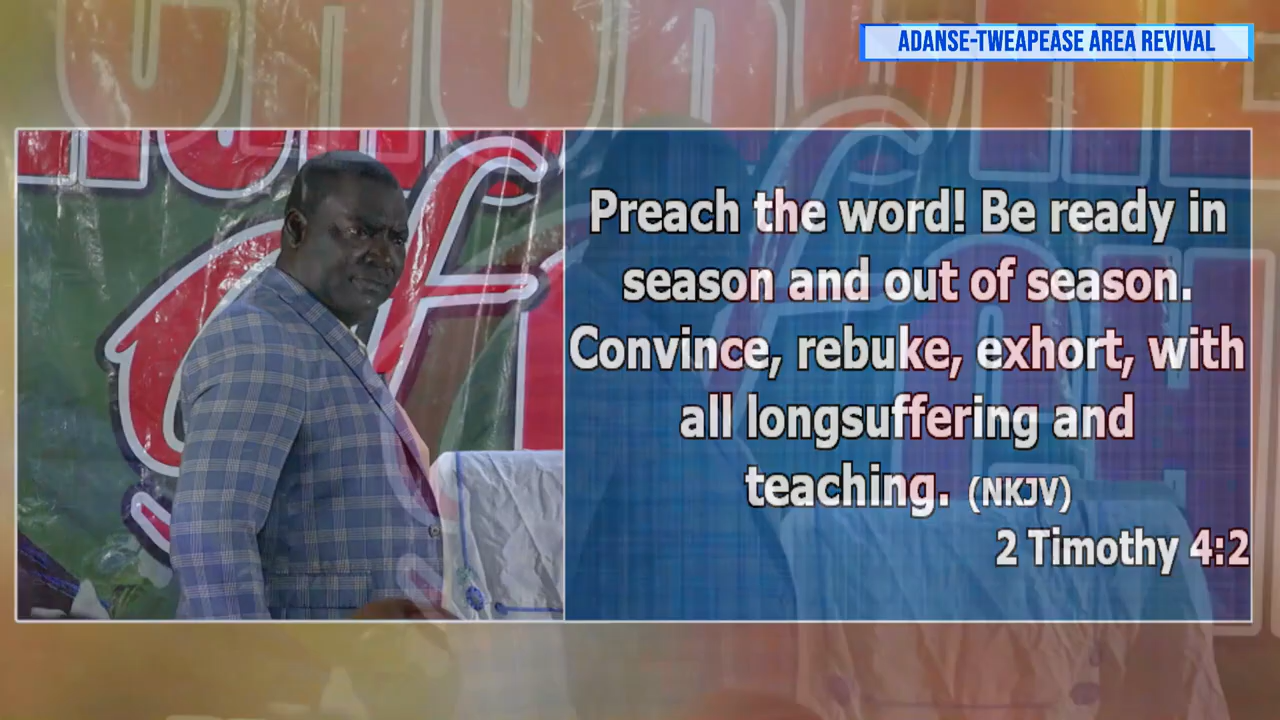 ADANSE-TWEAPEASE AREA REVIVAL
Preach the word! Be ready in
season and out of season.
Convince, rebuke, exhort, with
all longsuffering and
teaching. (NKJV)
2 Timothy 4:2